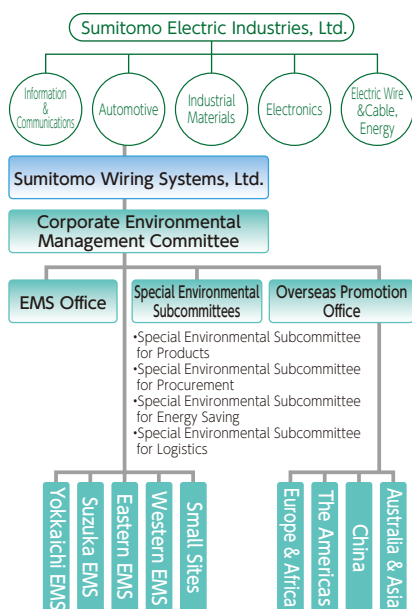 Sumitomo Electric Industries, Ltd.
Information
&
Communications
Automotive
Industrial
Materials
Electronics
Electric Wire
&Cable,
Energy
Sumitomo Wiring Systems, Ltd.
Corporate Environmental
Management Committee
EMS Office
Special Environmental
Subcommittees
Overseas Promotion
Office
•Special Environmental Subcommittee
for Products
•Special Environmental Subcommittee
for Procurement
•Special Environmental Subcommittee
for Energy Saving
•Special Environmental Subcommittee
for Logistics
Yokkaichi EMS
Suzuka EMS
Eastern EMS
Western EMS
Small Sites
Europe & Africa
The Americas
China
Australia & Asia